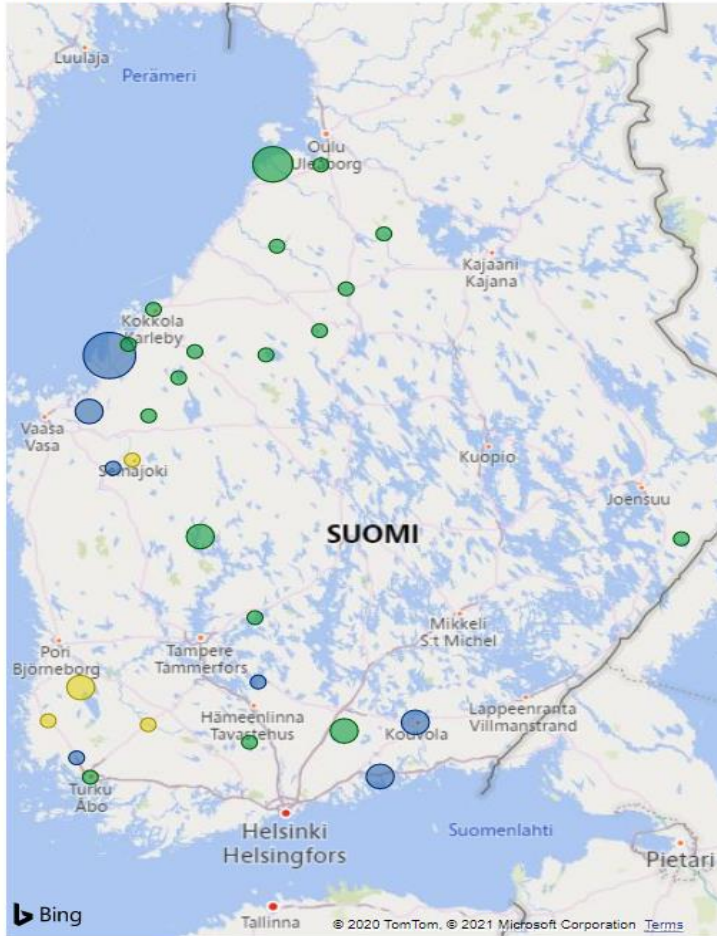 Luulaja
Perämeri
Oulu
Uleåborg
Kajaani
Kajana
Kokkola
Karleby
Vaasa
Vasa
Seinäjoki
Kuopio
Joensuu
SUOMI
Mikkeli
S:t Michel
Pori
Björneborg
Tampere
Tammerfors
Hämeenlinna
Tavastehus
Lappeenranta
Villmanstrand
Kouvola
Turku
Åbo
Helsinki
Helsingfors
Suomenlahti
Pietari
Tallinna
Bing
© 2020 TomTom, © 2021 Microsoft Corporation Terms